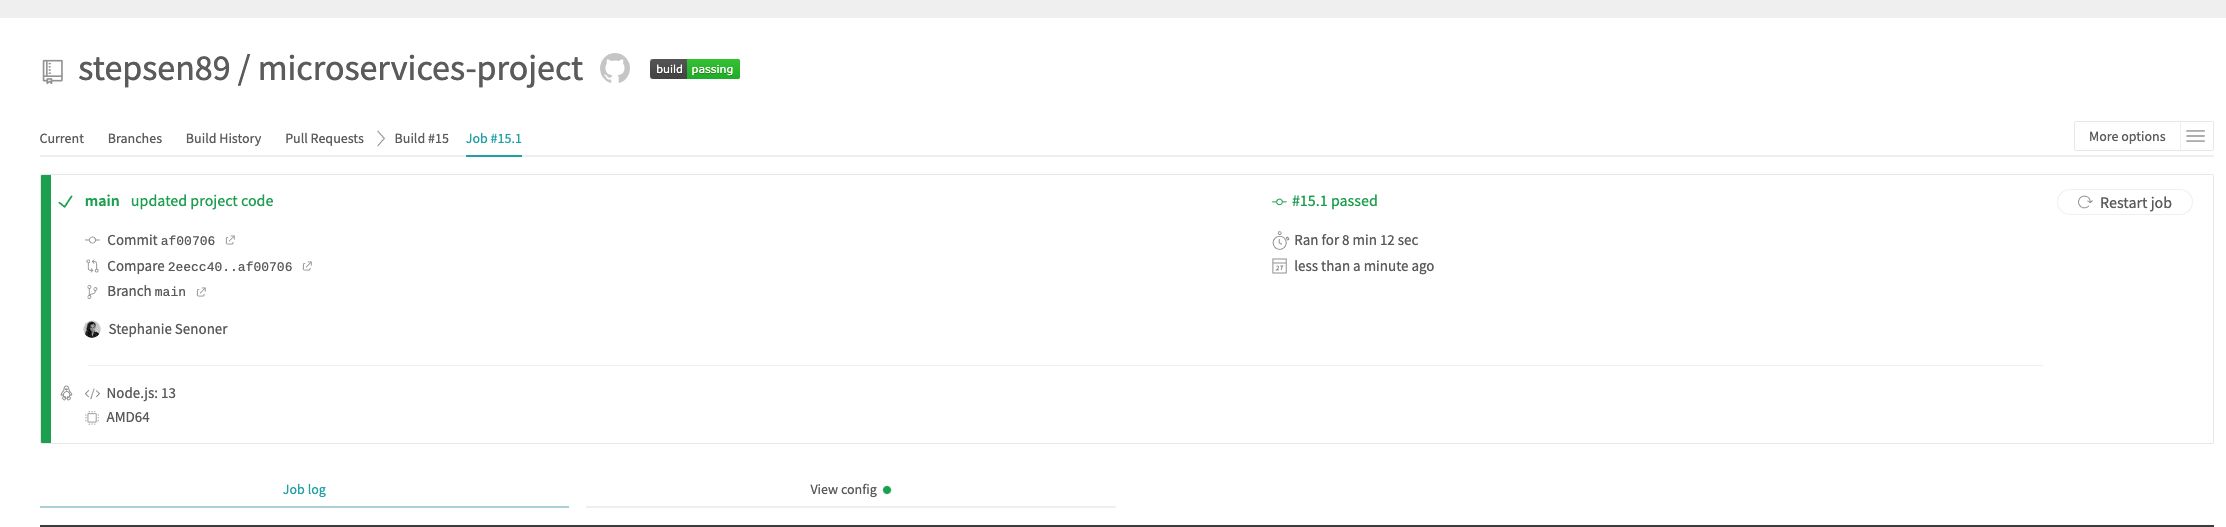 stepsen89 / microservices-project build passing
Current Branches Build History Pull Requests Build #15 Job #15.1 More options
main updated project code #15.1 passed Restart job
Commit af00706 Ran for 8 min 12 sec
Compare 2eecc40..af00706 less than a minute ago
Branch main
Stephanie Senoner
Node.js: 13
AMD64
Job log View config